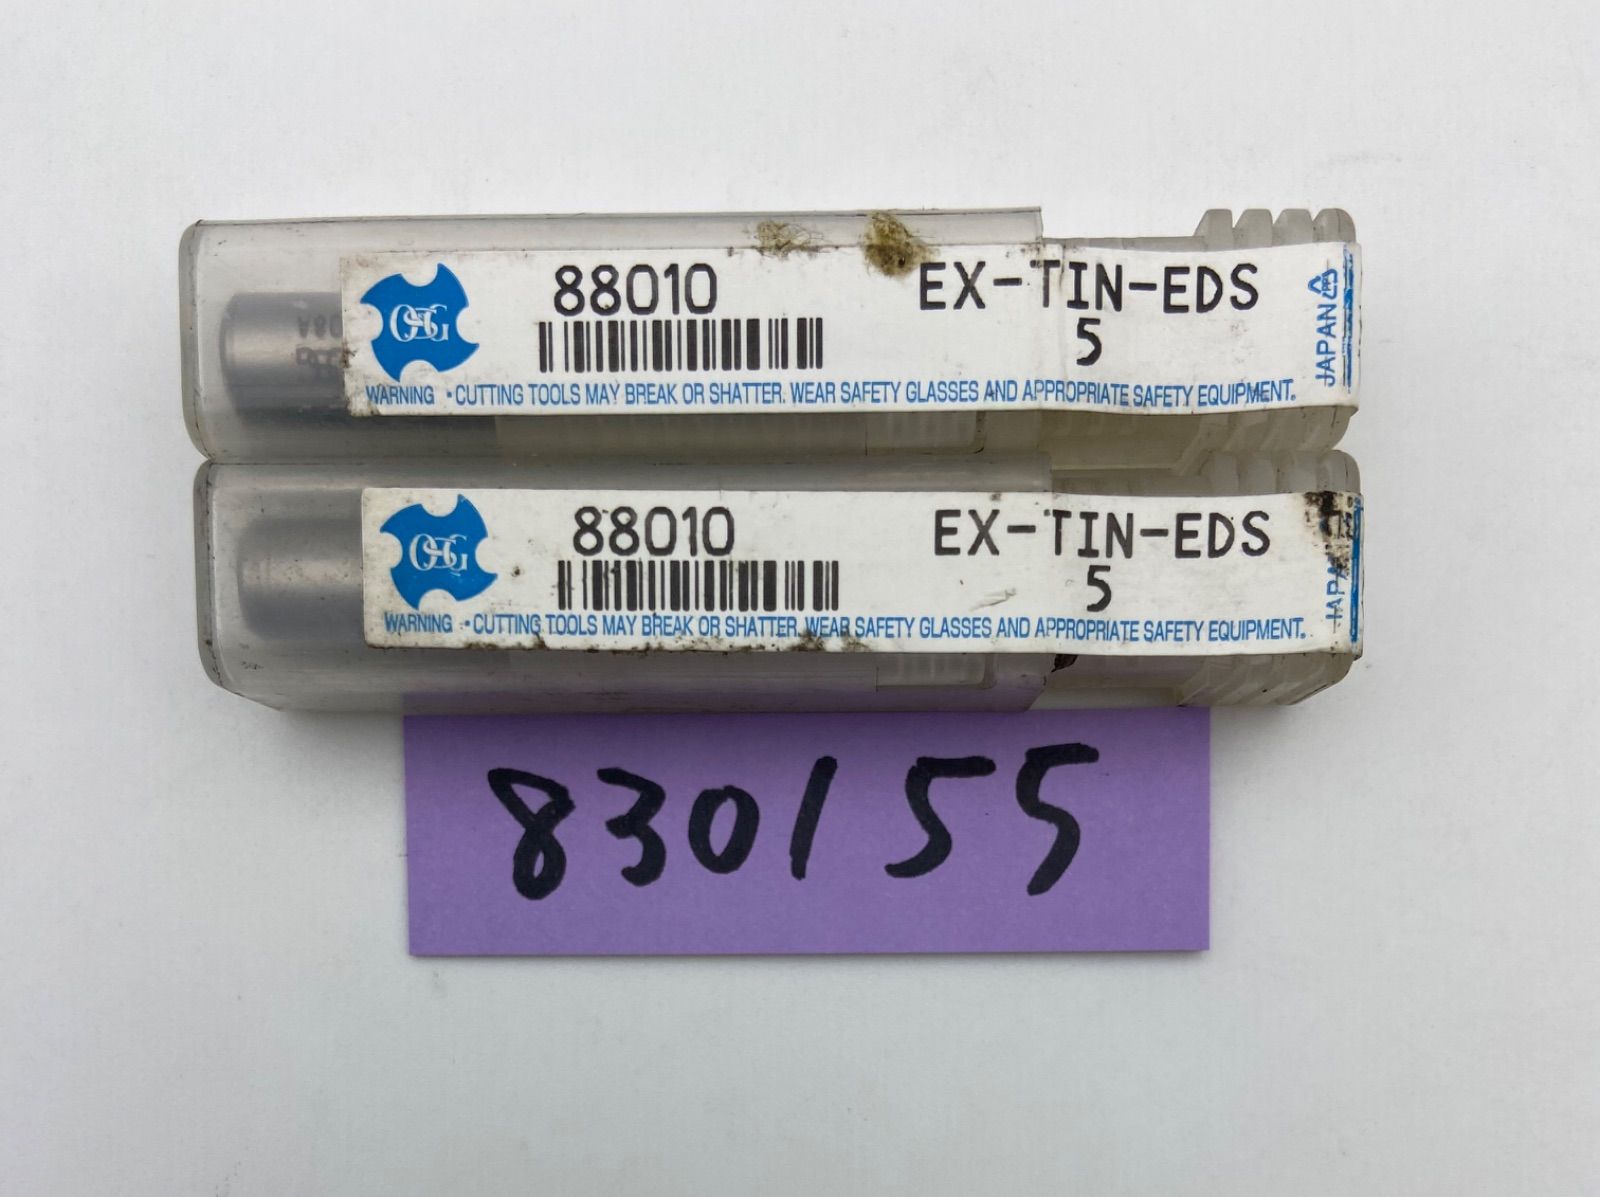 OSG
88010
EX-TIN-EDS
5
WARNING • CUTTING TOOLS MAY BREAK OR SHATTER. WEAR SAFETY GLASSES AND APPROPRIATE SAFETY EQUIPMENT.
JAPAN
OSG
88010
EX-TIN-EDS
5
WARNING • CUTTING TOOLS MAY BREAK OR SHATTER. WEAR SAFETY GLASSES AND APPROPRIATE SAFETY EQUIPMENT.
830155